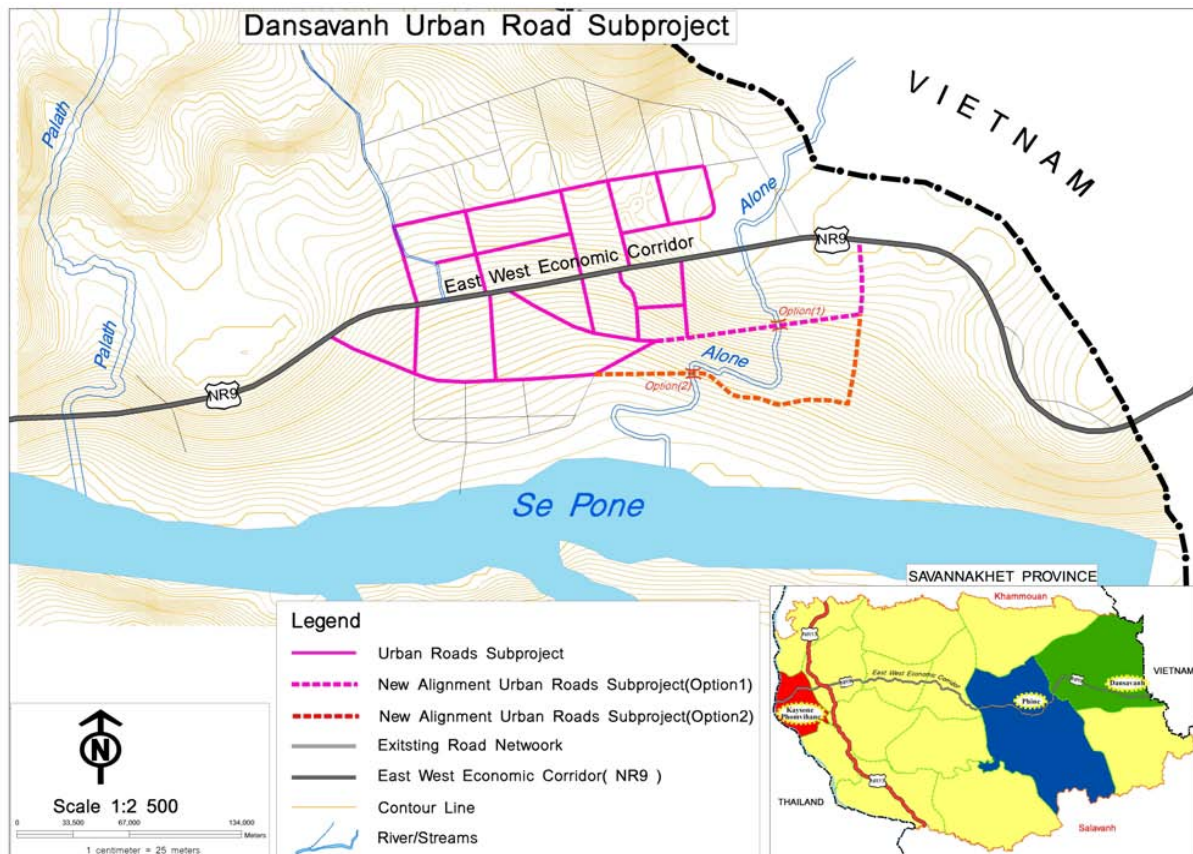 Dansavanh Urban Road Subproject
VIETNAM
Palath
Alone
NR9
East West Economic Corridor
Option(1)
Palath
Alone
Option(2)
NR9
Se Pone
Legend
Urban Roads Subproject
New Alignment Urban Roads Subproject(Option1)
New Alignment Urban Roads Subproject(Option2)
Exitsting Road Netwoork
East West Economic Corridor( NR9 )
Contour Line
River/Streams
N
Scale 1:2 500
0 33,500 67,000 134,000
Meters
1 centimeter = 25 meters
SAVANNAKHET PROVINCE
Khammouan
NR13
East West Economic Corridor
VIETNAM
Dansavanh
Phine
Kaysone
Phomvihane
NR13
THAILAND
Salavanh